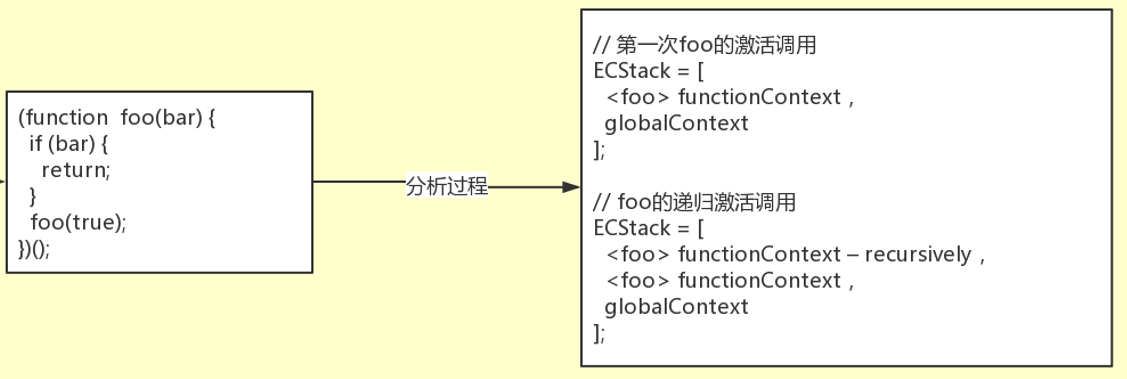 (function  foo(bar) {
if (bar) {
return;
}
foo(true);
})();
分析过程
// 第一次foo的激活调用
ECStack = [
<foo> functionContext ,
globalContext
];
// foo的递归激活调用
ECStack = [
<foo> functionContext – recursively ,
<foo> functionContext ,
globalContext
];